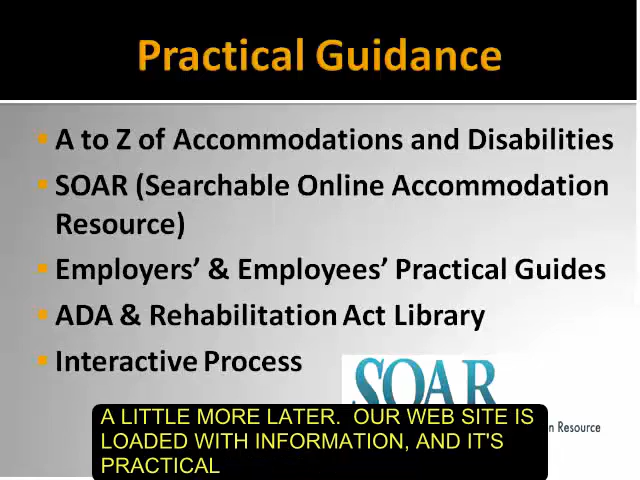 Practical Guidance
A to Z of Accommodations and Disabilities
SOAR (Searchable Online Accommodation
Resource)
Employers' & Employees' Practical Guides
ADA & Rehabilitation Act Library
Interactive Process
SOAR
Resource
A LITTLE MORE LATER.  OUR WEB SITE IS
LOADED WITH INFORMATION, AND IT'S
PRACTICAL